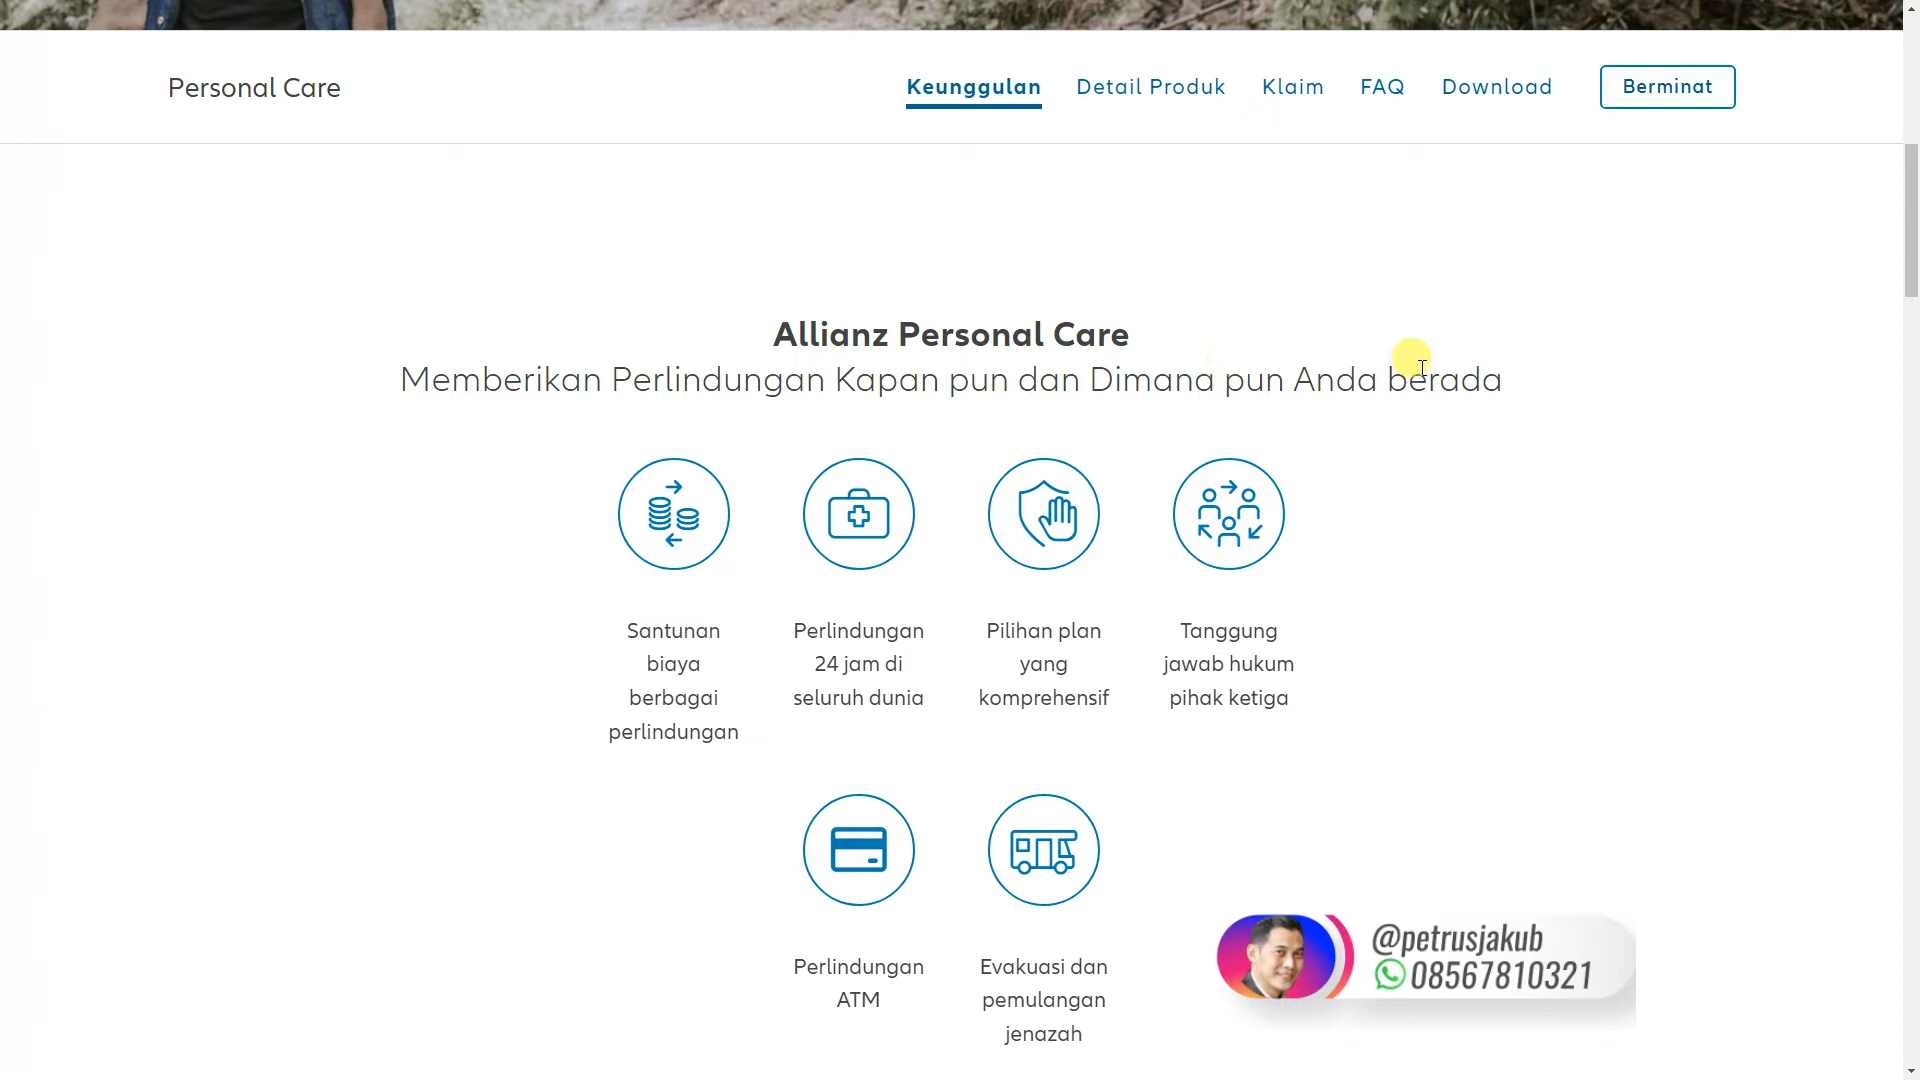 Personal Care
Keunggulan
Detail Produk
Klaim
FAQ
Download
Berminat
Allianz Personal Care
Memberikan Perlindungan Kapan pun dan Dimana pun Anda berada
Santunan
biaya
berbagai
perlindungan
Perlindungan
24 jam di
seluruh dunia
Pilihan plan
yang
komprehensif
Tanggung
jawab hukum
pihak ketiga
Perlindungan
ATM
Evakuasi dan
pemulangan
jenazah
@petrusjakub
08567810321